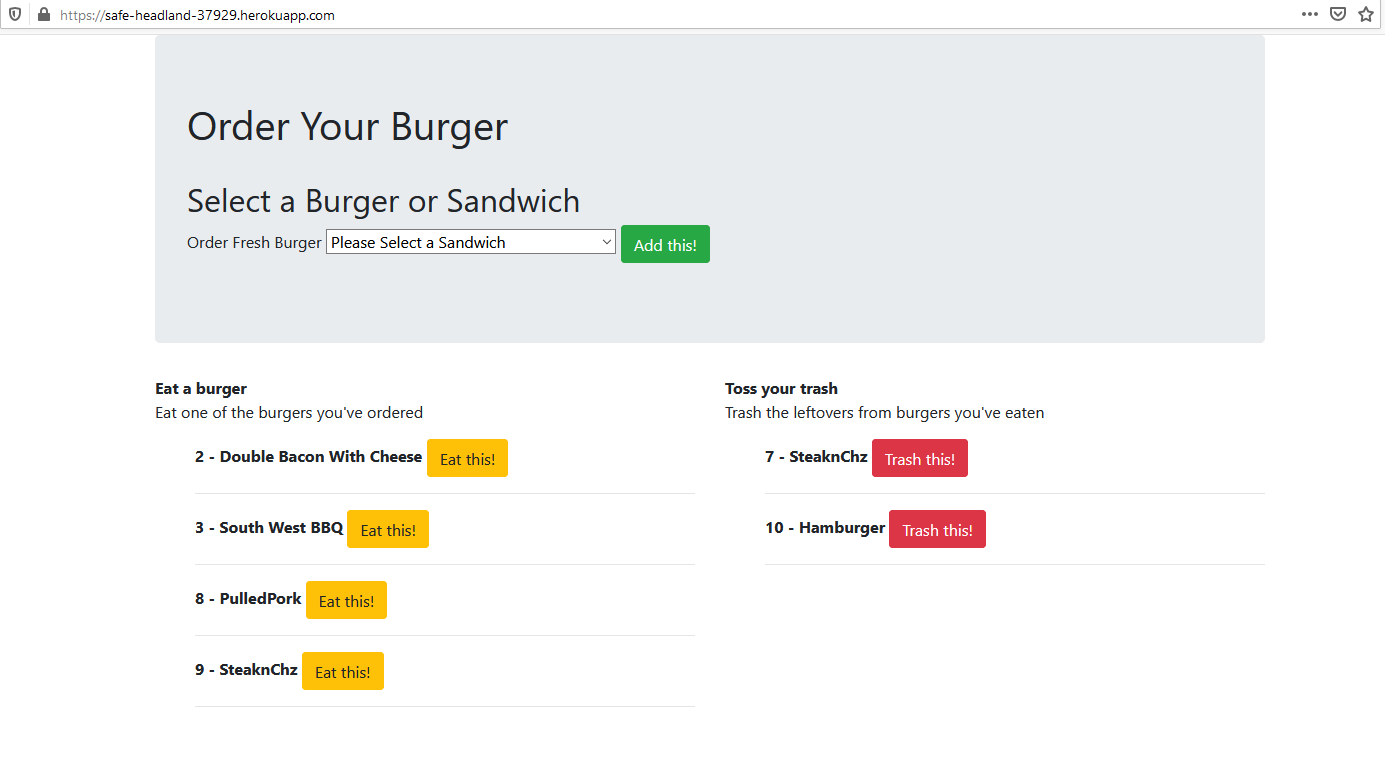 https://safe-headland-37929.herokuapp.com
Order Your Burger
Select a Burger or Sandwich
Order Fresh Burger Please Select a Sandwich Add this!
Eat a burger
Eat one of the burgers you've ordered
2 - Double Bacon With Cheese Eat this!
3 - South West BBQ Eat this!
8 - PulledPork Eat this!
9 - SteaknChz Eat this!
Toss your trash
Trash the leftovers from burgers you've eaten
7 - SteaknChz Trash this!
10 - Hamburger Trash this!